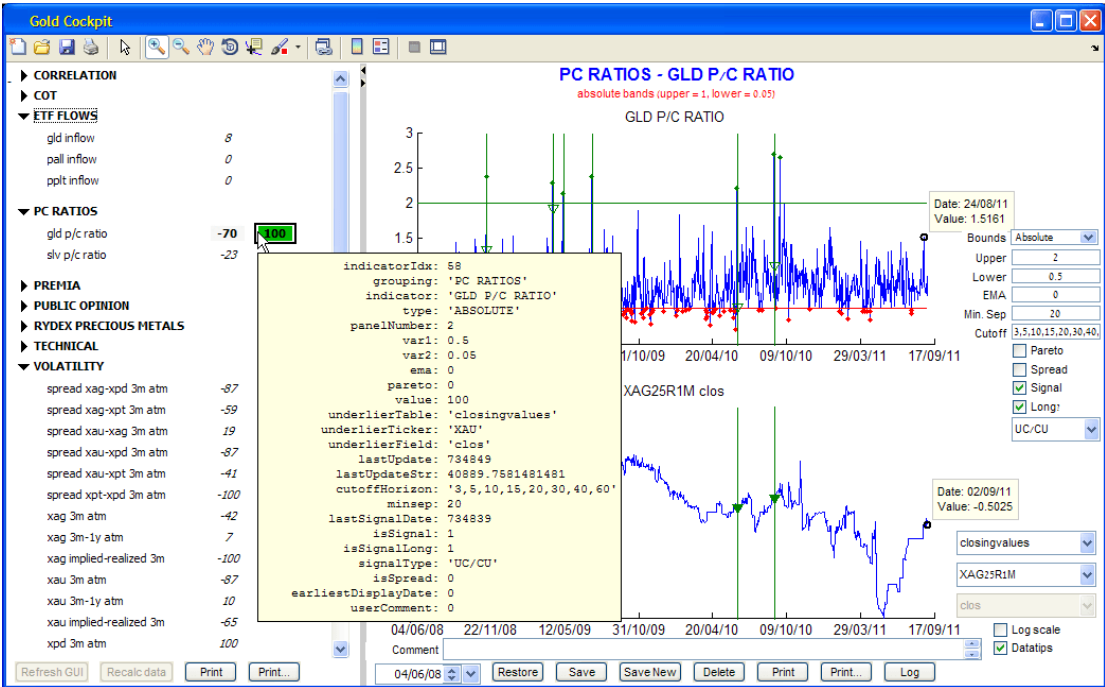 Gold Cockpit
CORRELATION
COT
ETF FLOWS
gld inflow 8
pall inflow 0
pplt inflow 0
PC RATIOS
gld p/c ratio -70 100
slv p/c ratio -23
PREMIA
PUBLIC OPINION
RYDEX PRECIOUS METALS
TECHNICAL
VOLATILITY
spread xag-xpd 3m atm -87
spread xag-xpt 3m atm -59
spread xau-xag 3m atm 19
spread xau-xpd 3m atm -87
spread xau-xpt 3m atm -41
spread xpt-xpd 3m atm -100
xag 3m atm -42
xag 3m-1y atm 7
xag implied-realized 3m -100
xau 3m atm -87
xau 3m-1y atm 10
xau implied-realized 3m -65
xpd 3m atm 100
Refresh GUI Recalc data Print Print...
indicatorIdx: 58
grouping: 'PC RATIOS'
indicator: 'GLD P/C RATIO'
type: 'ABSOLUTE'
panelNumber: 2
var1: 0.5
var2: 0.05
ema: 0
pareto: 0
value: 100
underlierTable: 'closingvalues'
underlierTicker: 'XAU'
underlierField: 'clos'
lastUpdate: 734849
lastUpdateStr: 40889.7581481481
cutoffHorizon: '3,5,10,15,20,30,40,60'
minsep: 20
lastSignalDate: 734839
isSignal: 1
isSignalLong: 1
signalType: 'UC/CU'
isSpread: 0
earliestDisplayDate: 0
userComment: 0
PC RATIOS - GLD P/C RATIO
absolute bands (upper = 1, lower = 0.05)
GLD P/C RATIO
3
2.5
2
1.5
1/10/09 20/04/10 09/10/10 29/03/11 17/09/11
Date: 24/08/11
Value: 1.5161
Bounds Absolute
Upper 2
Lower 0.5
EMA 0
Min. Sep 20
Cutoff 3,5,10,15,20,30,40,
Pareto
Spread
Signal
Long?
UC/CU
XAG25R1M clos
Date: 02/09/11
Value: -0.5025
closingvalues
XAG25R1M
clos
04/06/08 22/11/08 12/05/09 31/10/09 20/04/10 09/10/10 29/03/11 17/09/11
Log scale
Datatips
Comment
04/06/08 Restore Save Save New Delete Print Print... Log